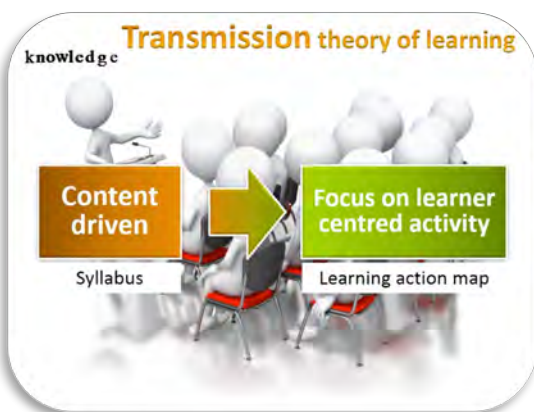 Transmission theory of learning
knowledge
Content
driven
Focus on learner
centred activity
Syllabus
Learning action map